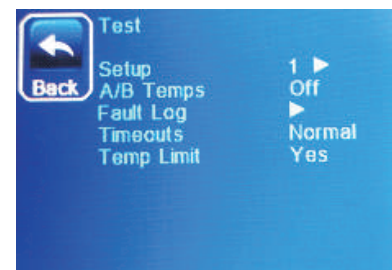 Test
Back
Setup 1 ▶
A/B Temps Off
Fault Log ▶
Timeouts Normal
Temp Limit Yes